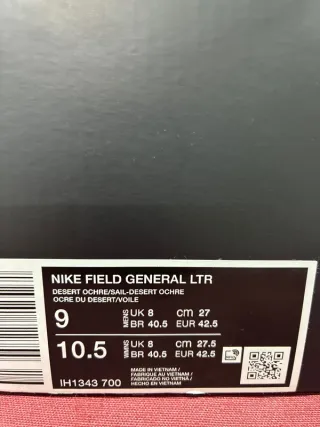 NIKE FIELD GENERAL LTR
DESERT OCHRE/SAIL-DESERT OCHRE
OCRE DU DESERT/VOILE
9 MENS UK 8 cm 27
BR 40.5 EUR 42.5
10.5 WMNS UK 8 cm 27.5
BR 40.5 EUR 42.5
MADE IN VIETNAM /
FABRIQUE AU VIETNAM /
FABRICADO NO VIETNÃ /
HECHO EN VIETNAM
IH1343 700